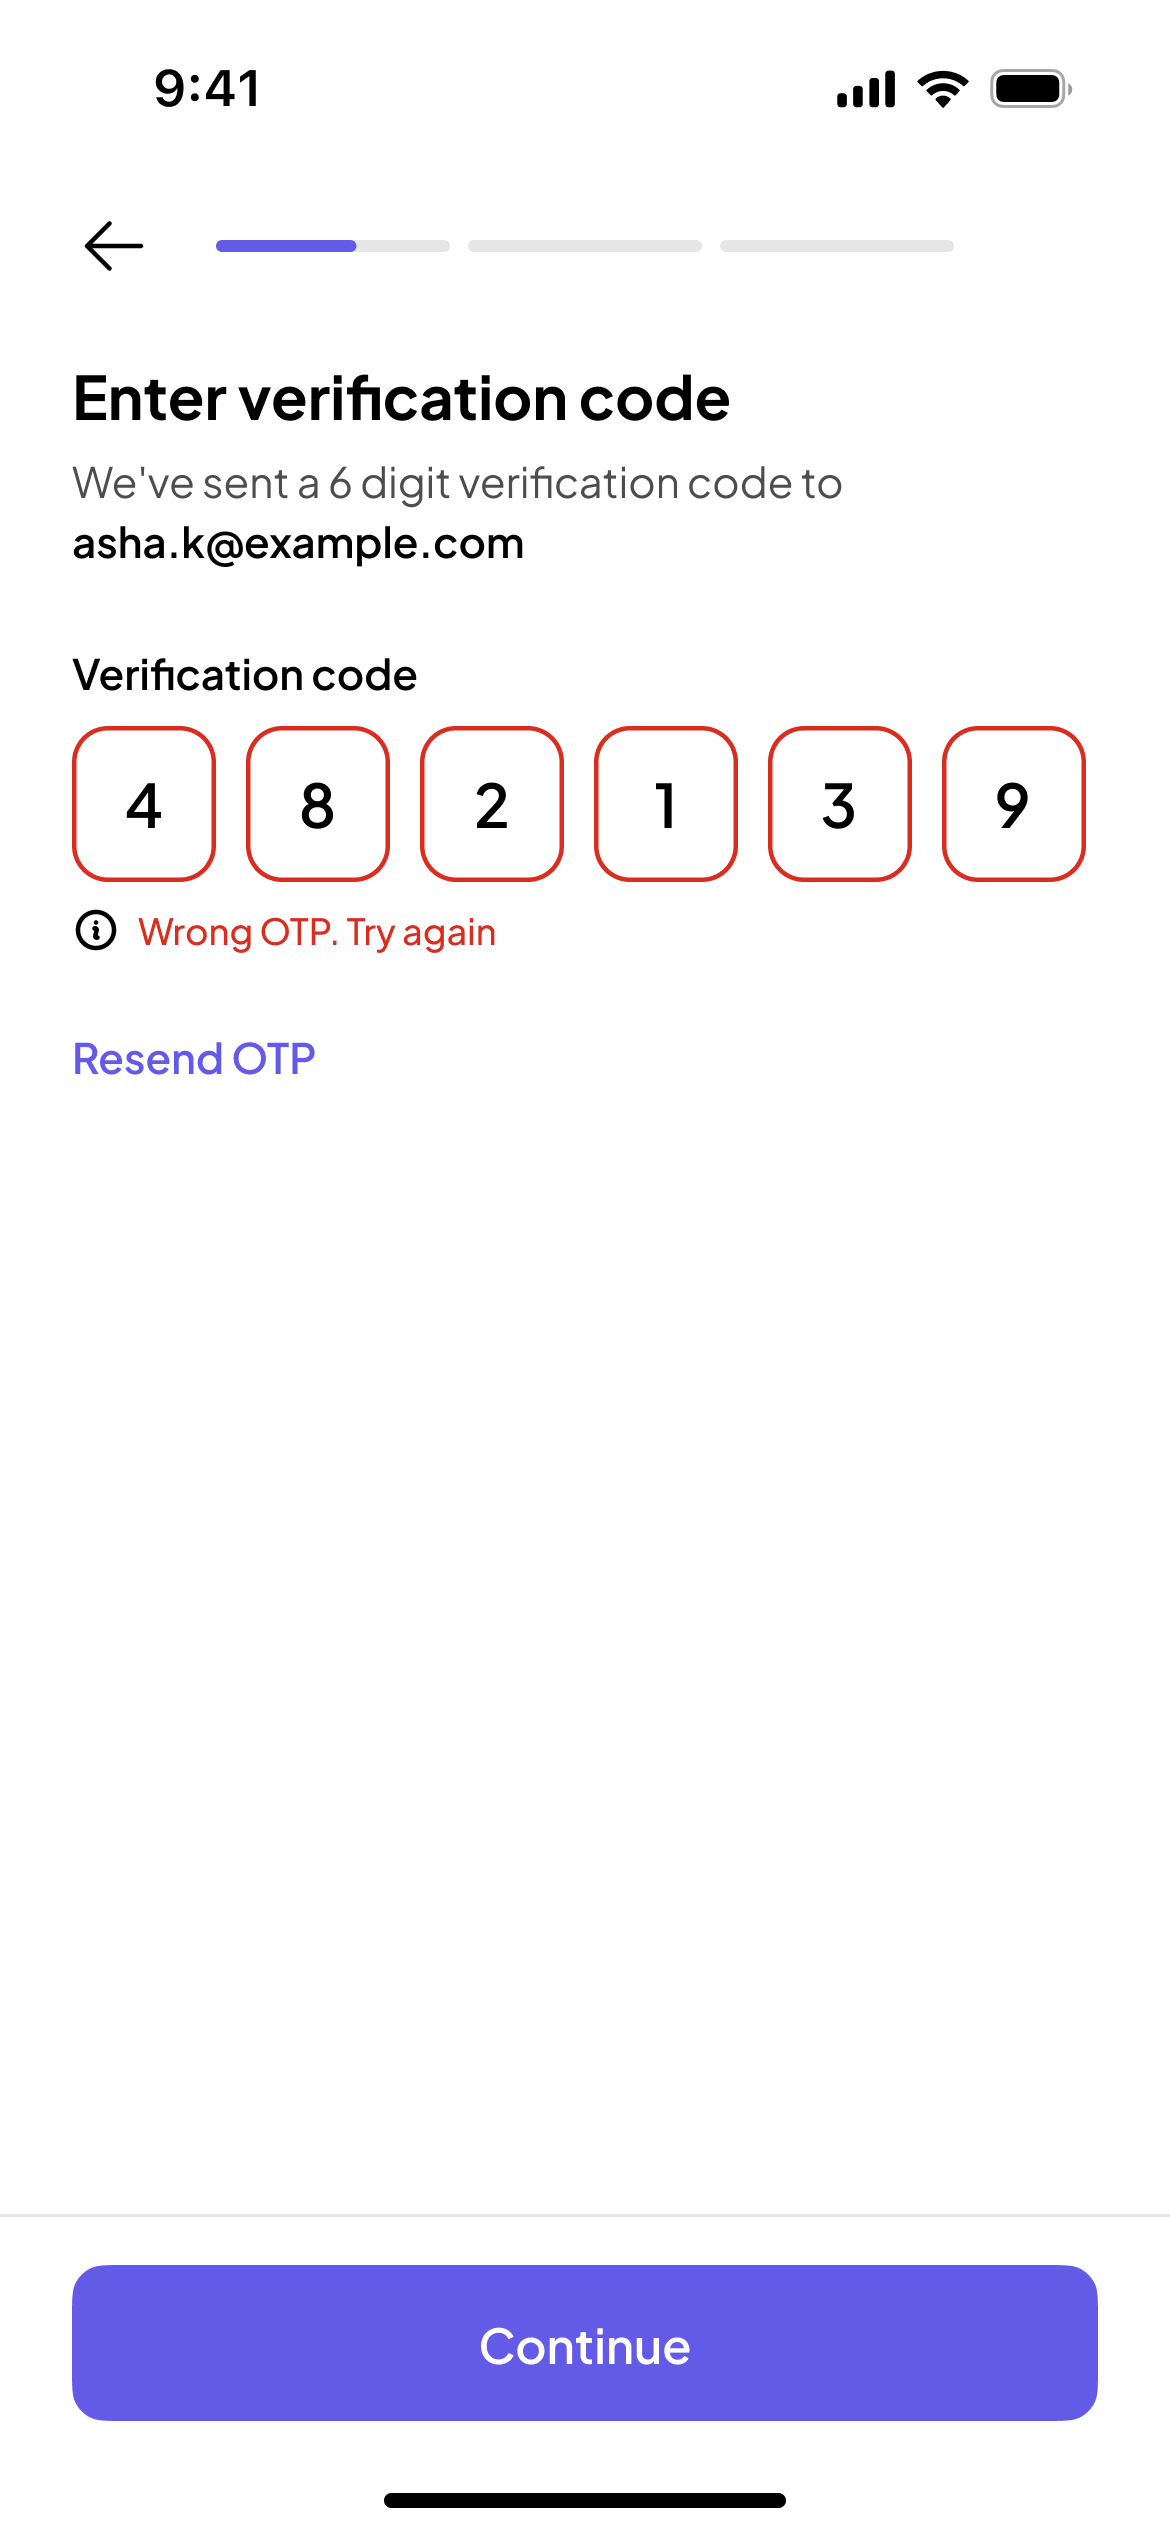 9:41
Enter verification code
We've sent a 6 digit verification code to
asha.k@example.com
Verification code
4 8 2 1 3 9
Wrong OTP. Try again
Resend OTP
Continue